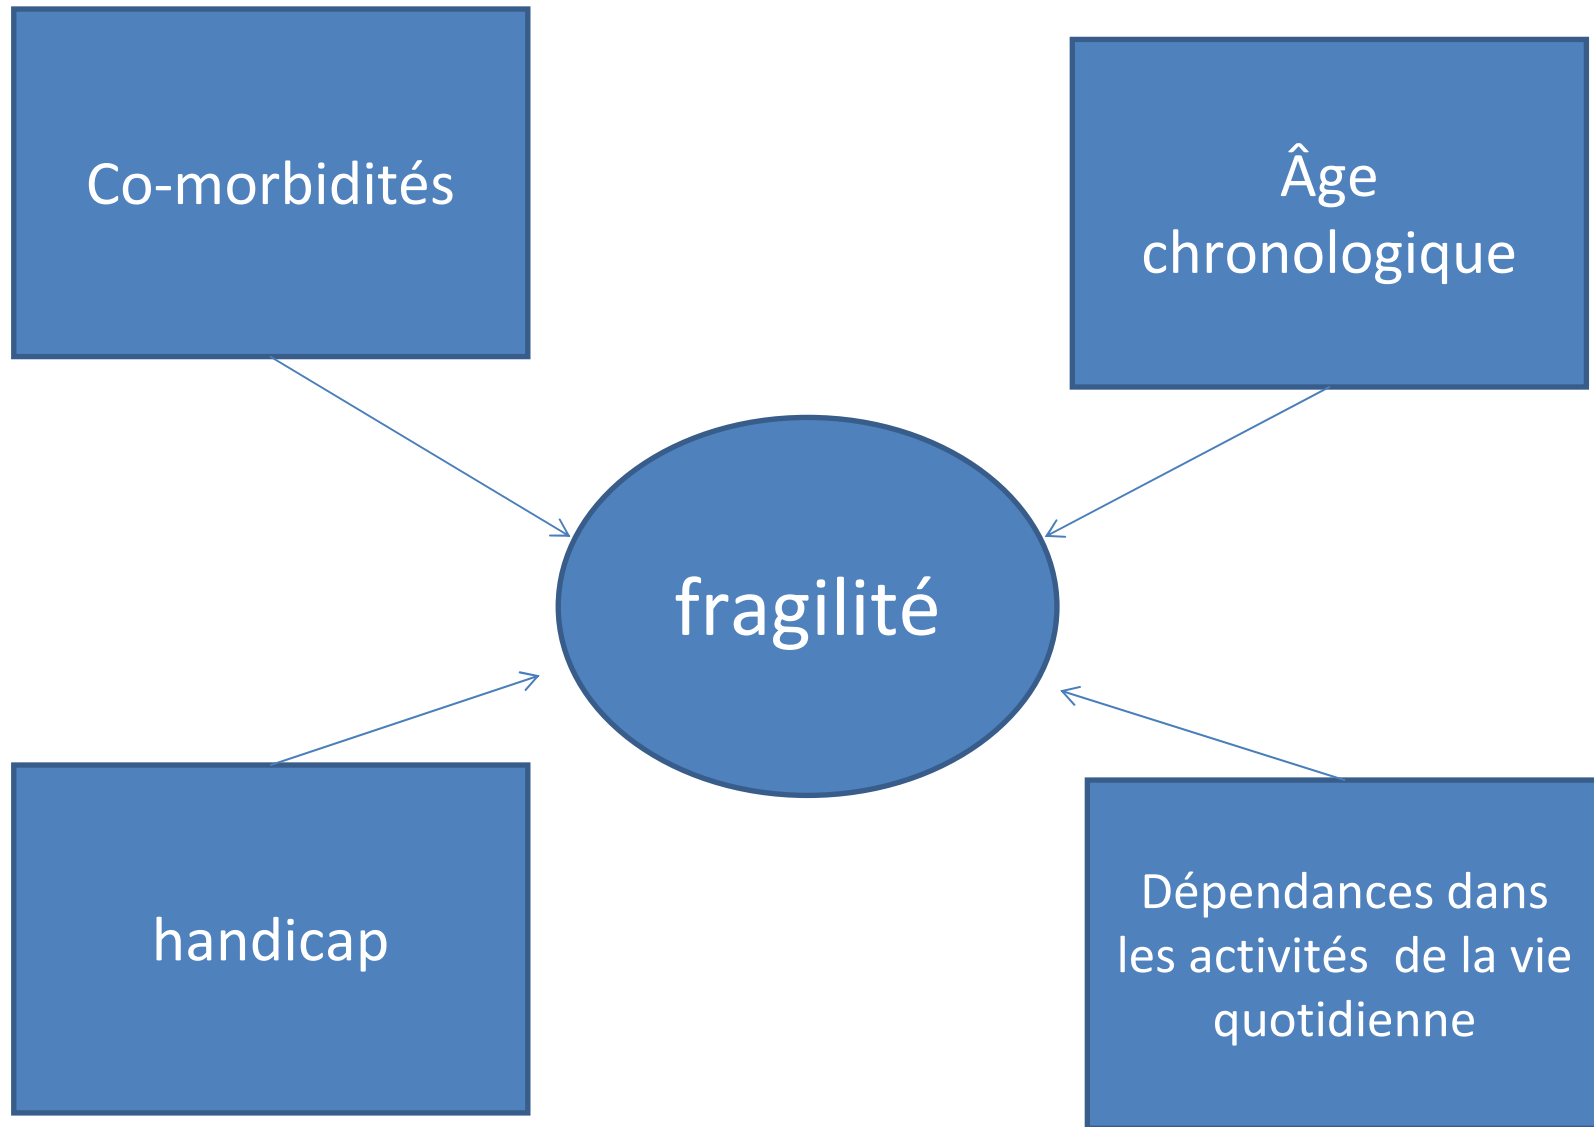 Co-morbidités
Âge
chronologique
fragilité
handicap
Dépendances dans
les activités  de la vie
quotidienne